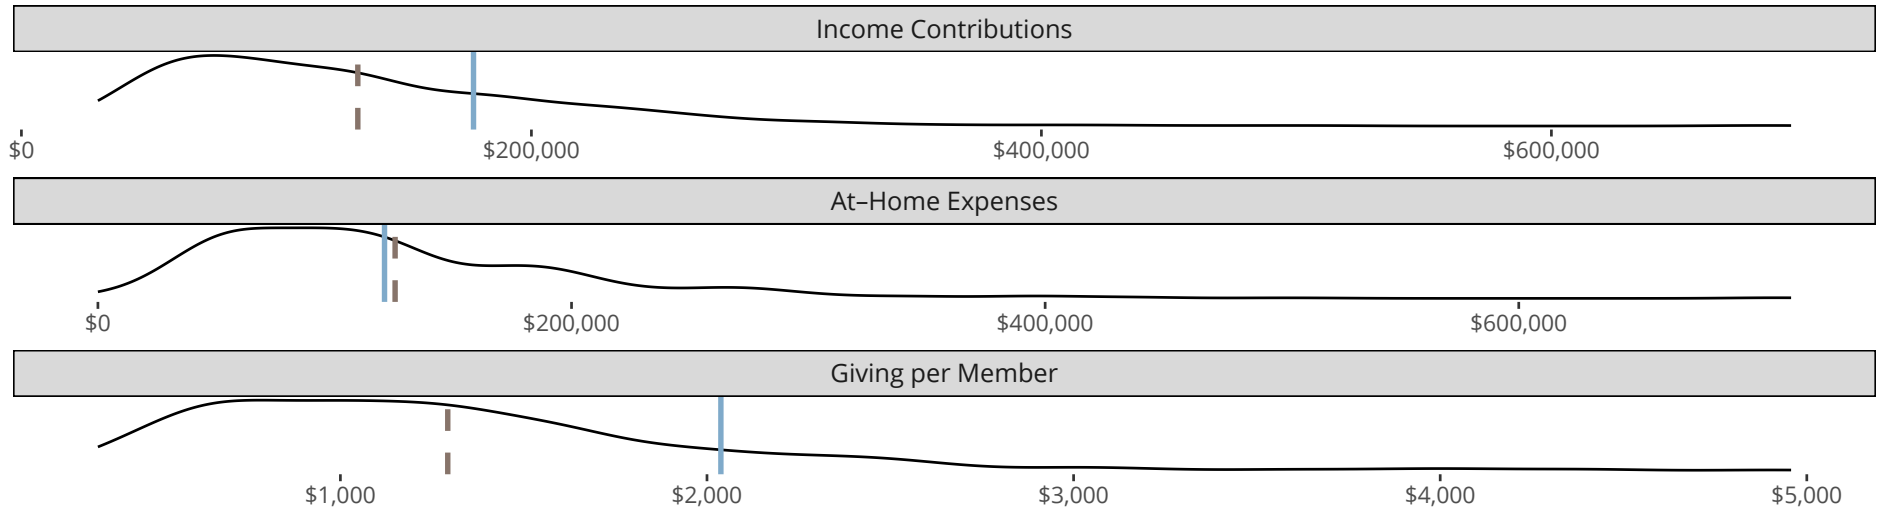 Income Contributions
$0 $200,000 $400,000 $600,000
At–Home Expenses
$0 $200,000 $400,000 $600,000
Giving per Member
$1,000 $2,000 $3,000 $4,000 $5,000